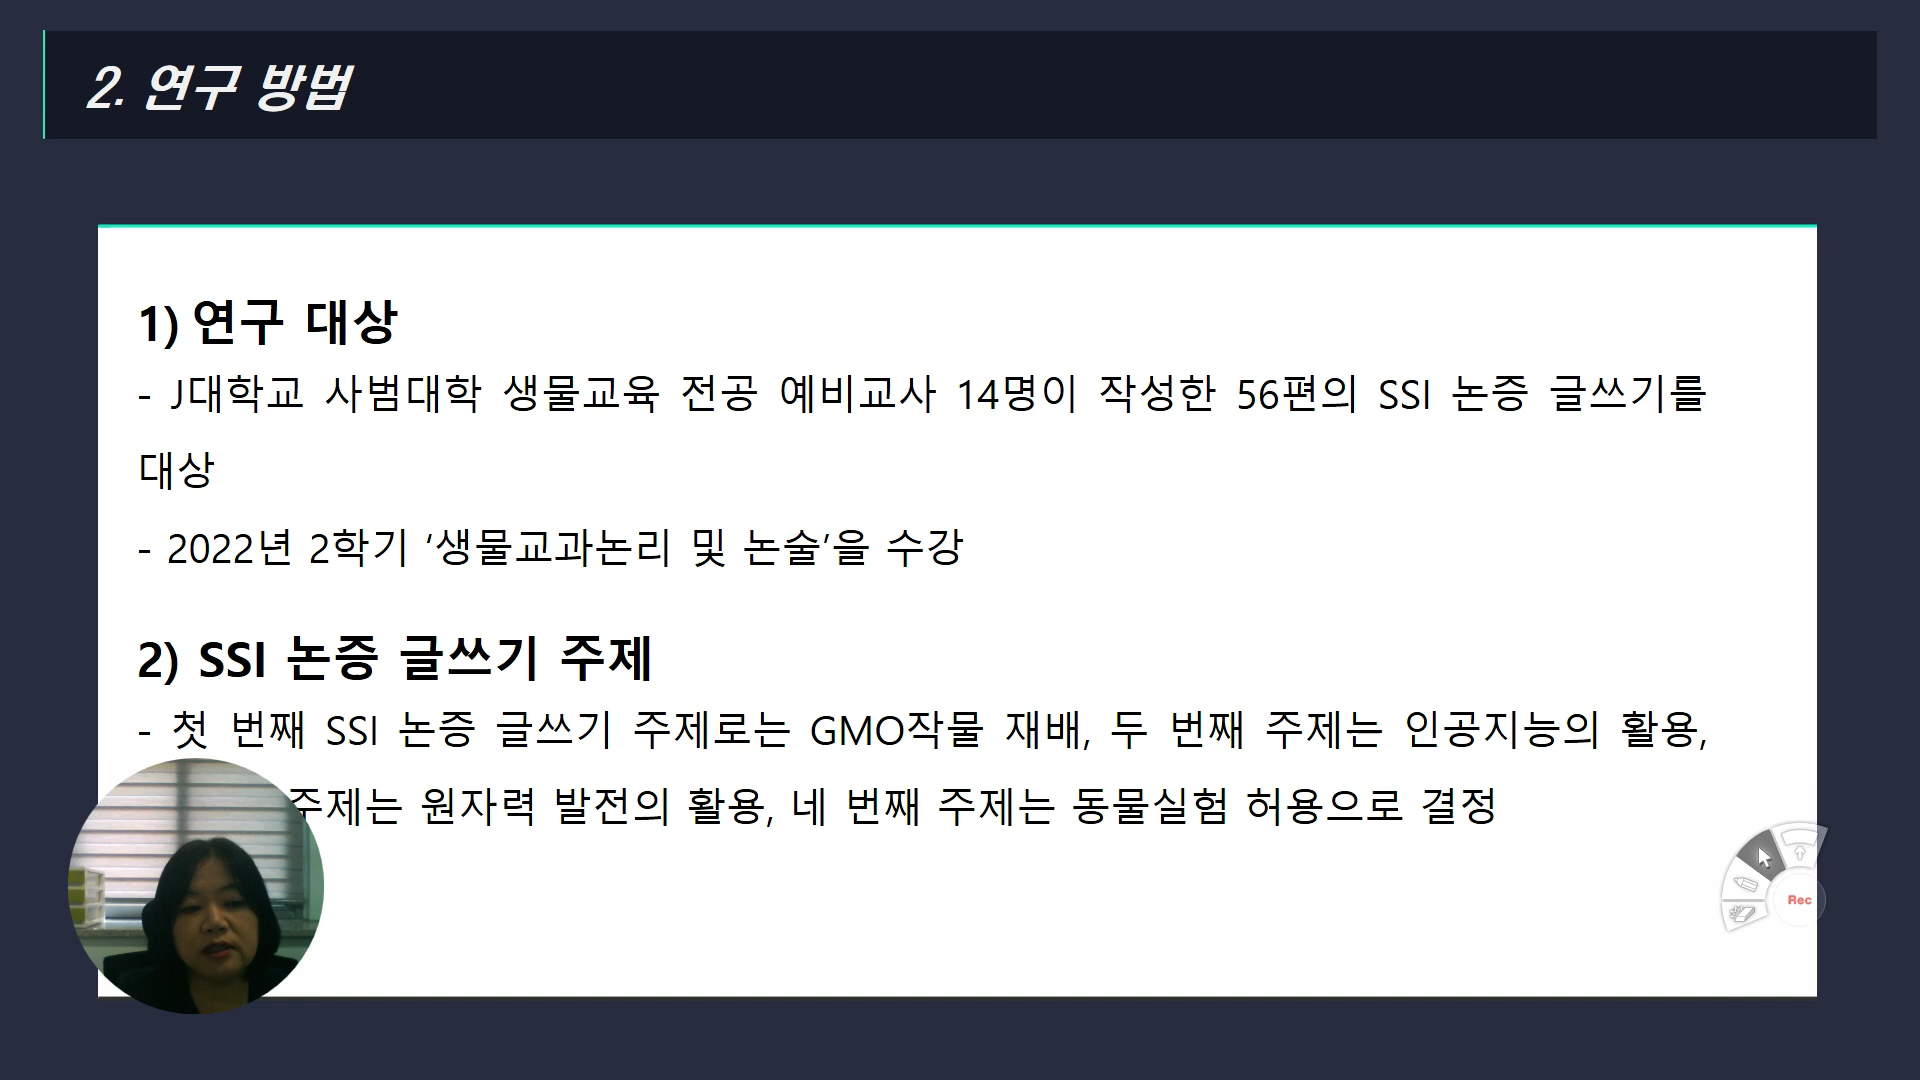 2. 연구 방법
1) 연구 대상
- J대학교 사범대학 생물교육 전공 예비교사 14명이 작성한 56편의 SSI 논증 글쓰기를
대상
- 2022년 2학기 ‘생물교과논리 및 논술’을 수강
2) SSI 논증 글쓰기 주제
- 첫 번째 SSI 논증 글쓰기 주제로는 GMO작물 재배, 두 번째 주제는 인공지능의 활용,
주제는 원자력 발전의 활용, 네 번째 주제는 동물실험 허용으로 결정
Rec